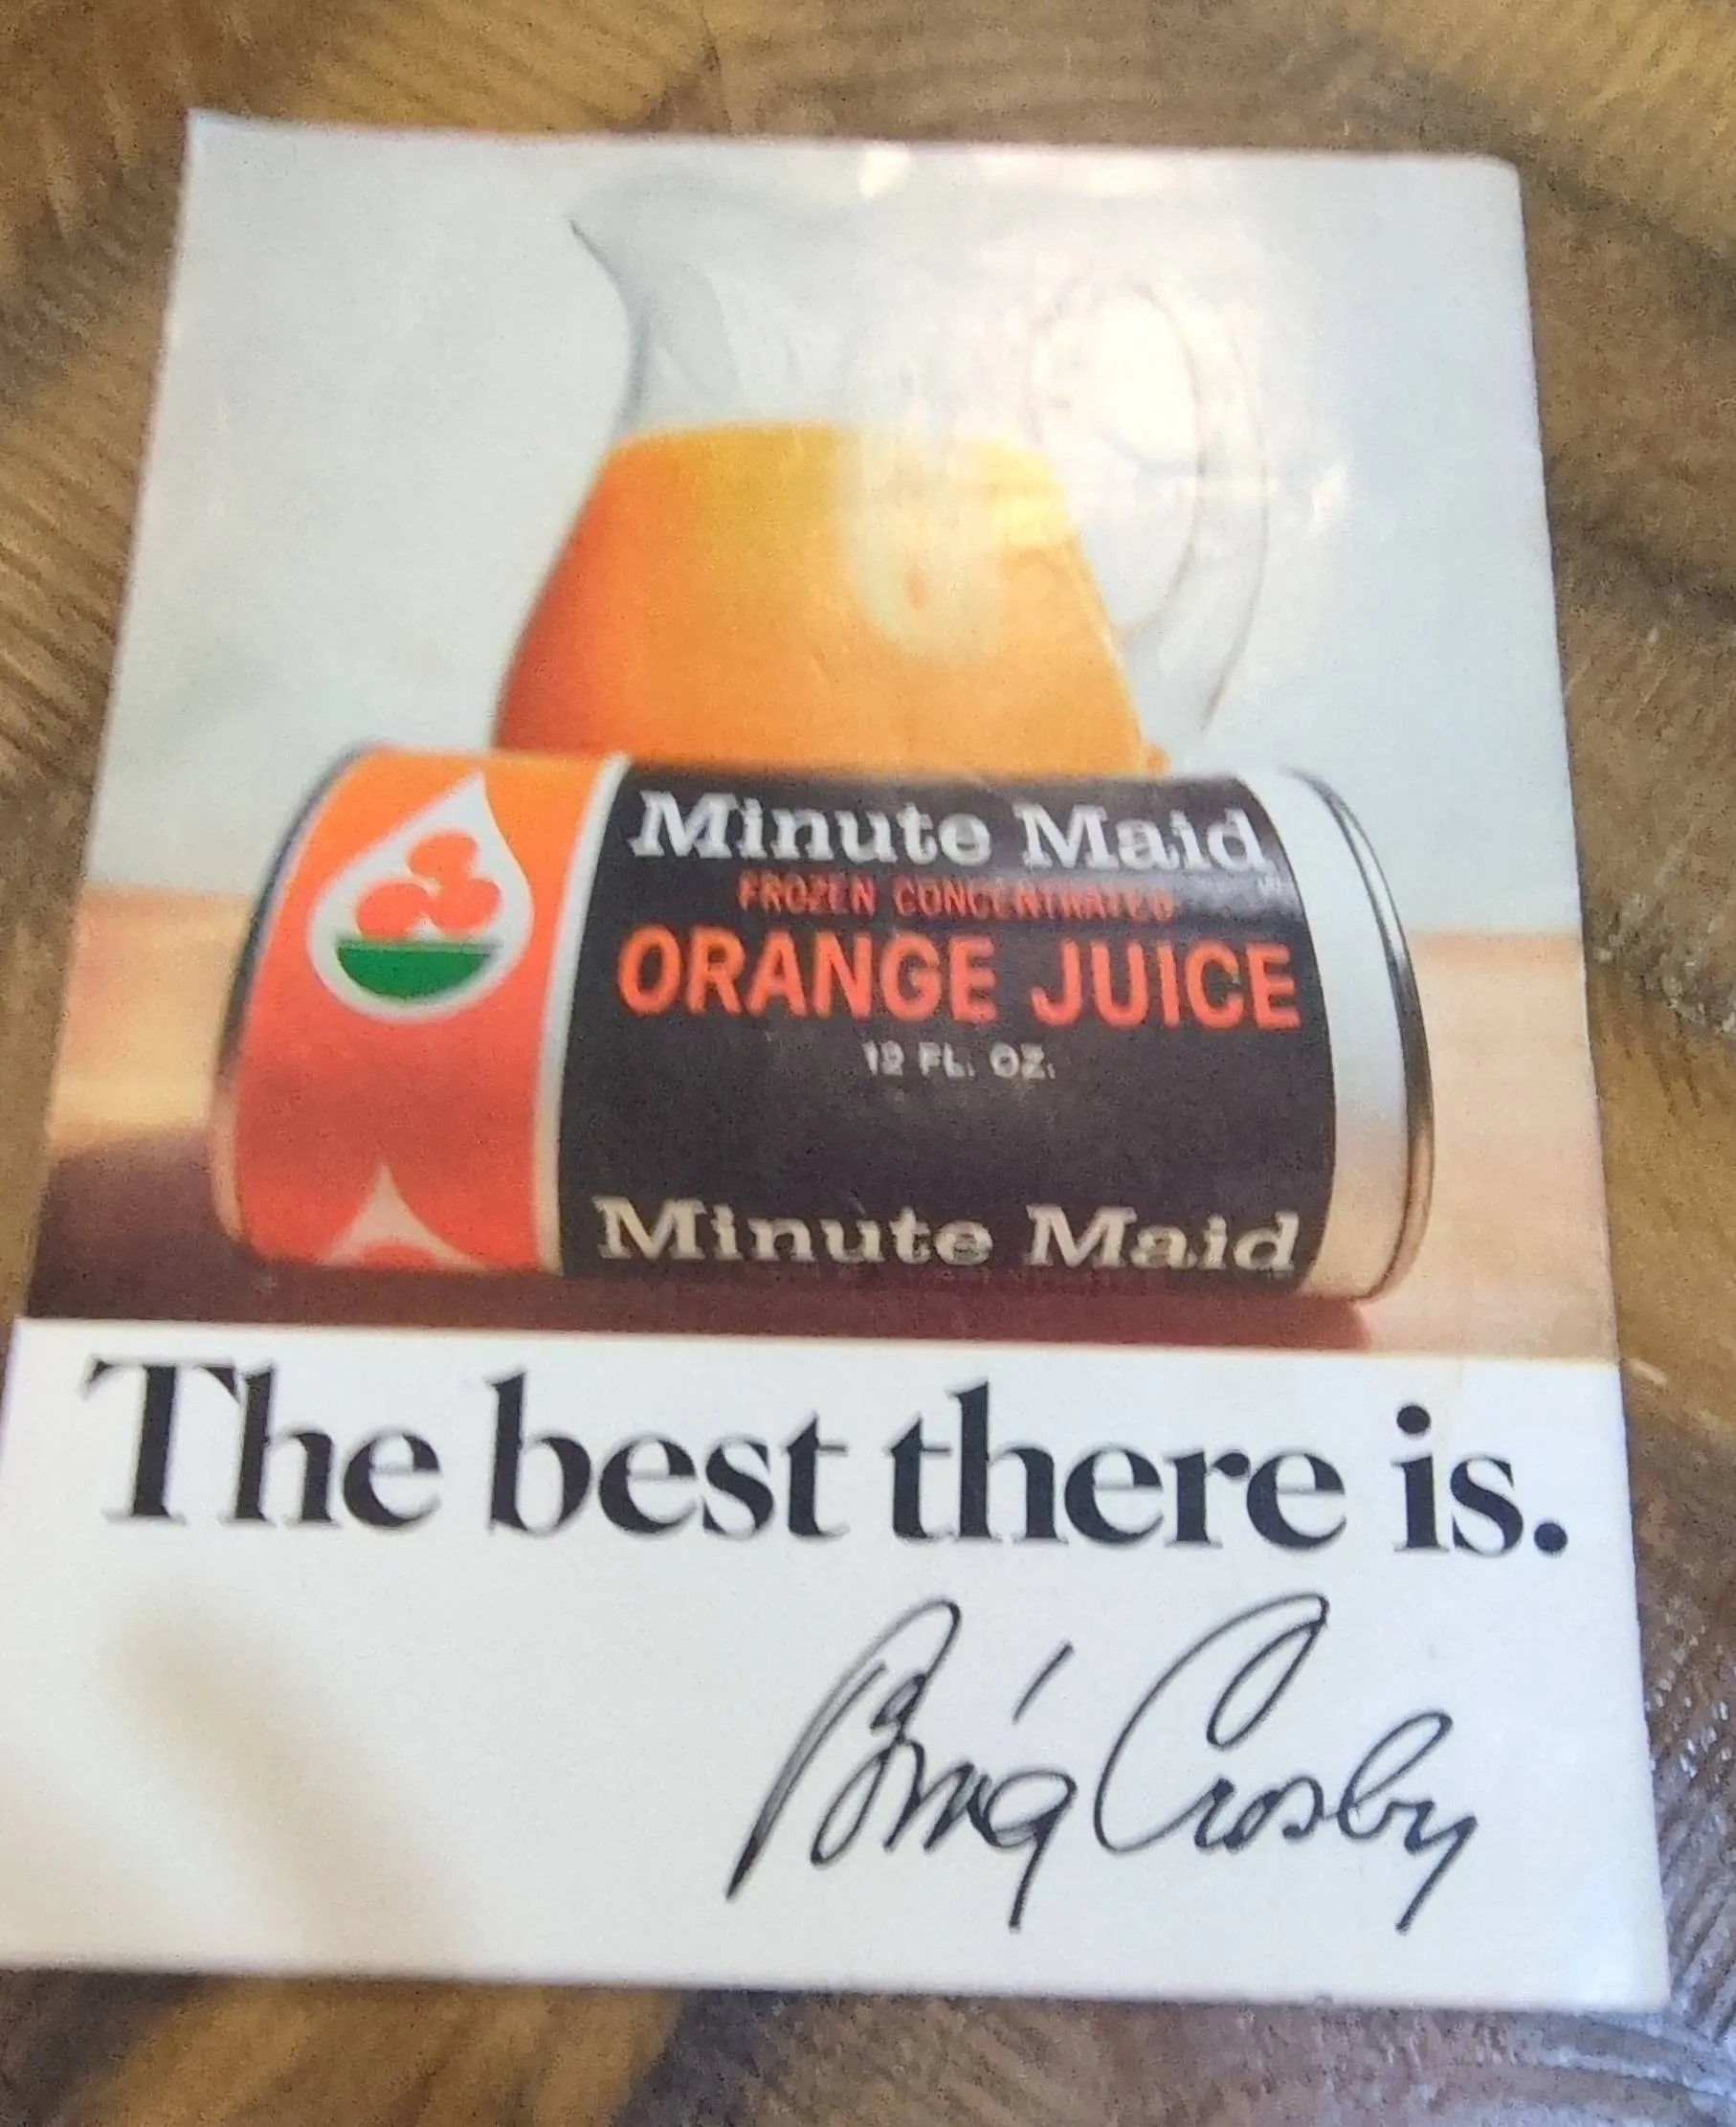 Minute Maid
FROZEN CONCENTRATED
ORANGE JUICE
12 FL. OZ.
Minute Maid
The best there is.
Bing Crosby